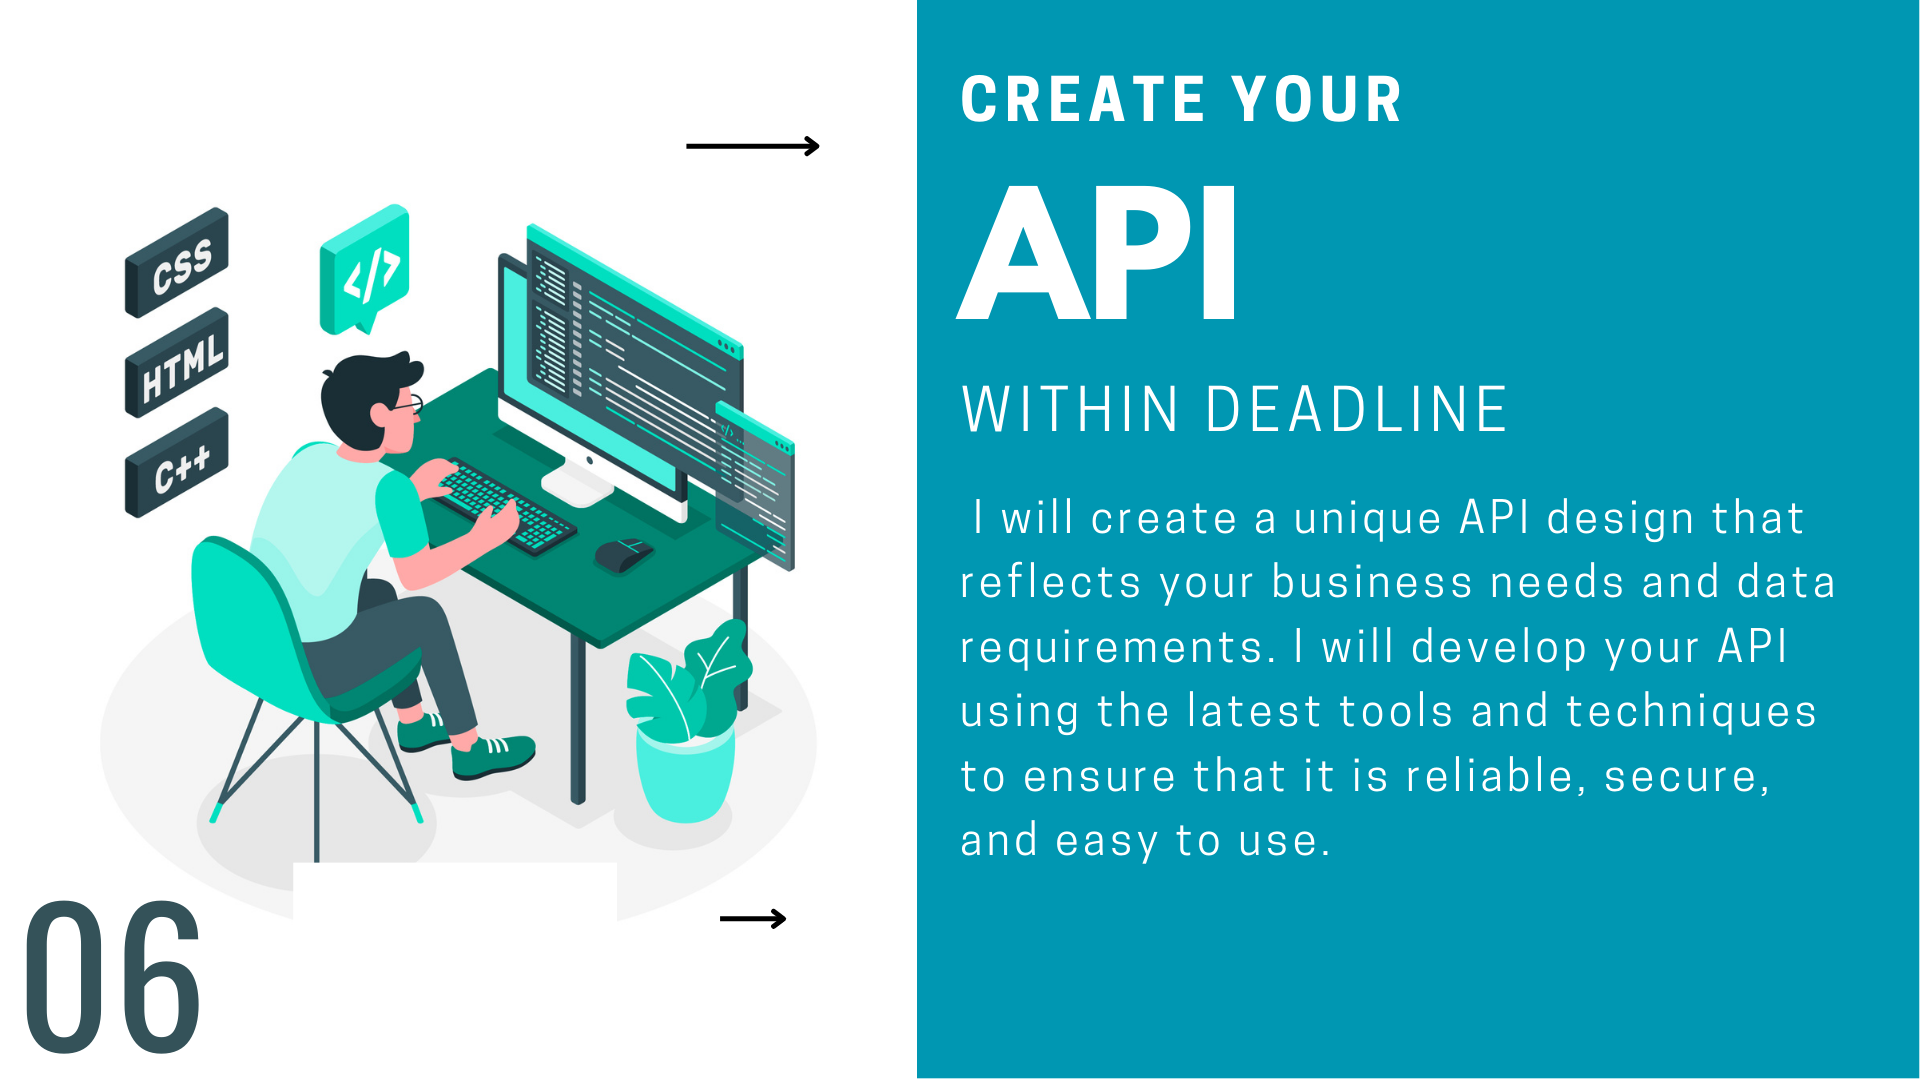 CREATE YOUR
API
WITHIN DEADLINE
I will create a unique API design that
reflects your business needs and data
requirements. I will develop your API
using the latest tools and techniques
to ensure that it is reliable, secure,
and easy to use.
CSS
</>
HTML
C++
</>
06